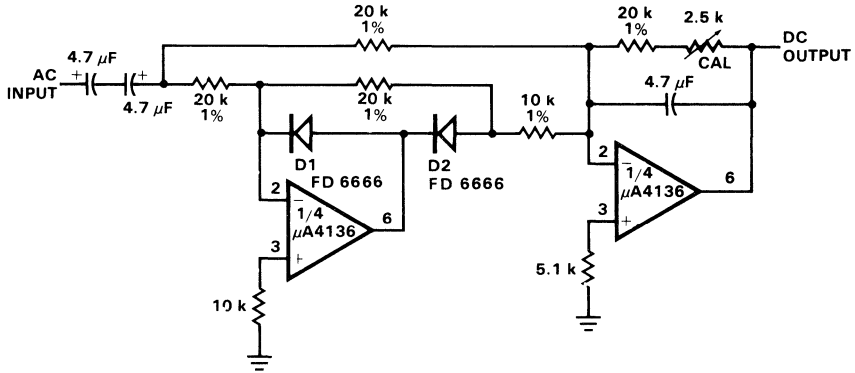 20 k
1%
20 k
1%
2.5 k
CAL
DC
OUTPUT
4.7 μF
+
AC
INPUT
+
4.7 μF
20 k
1%
20 k
1%
10 k
1%
4.7 μF
D1
FD 6666
D2
FD 6666
2
−
1/4
μA4136
6
3
+
10 k
2
−
1/4
μA4136
6
3
+
5.1 k